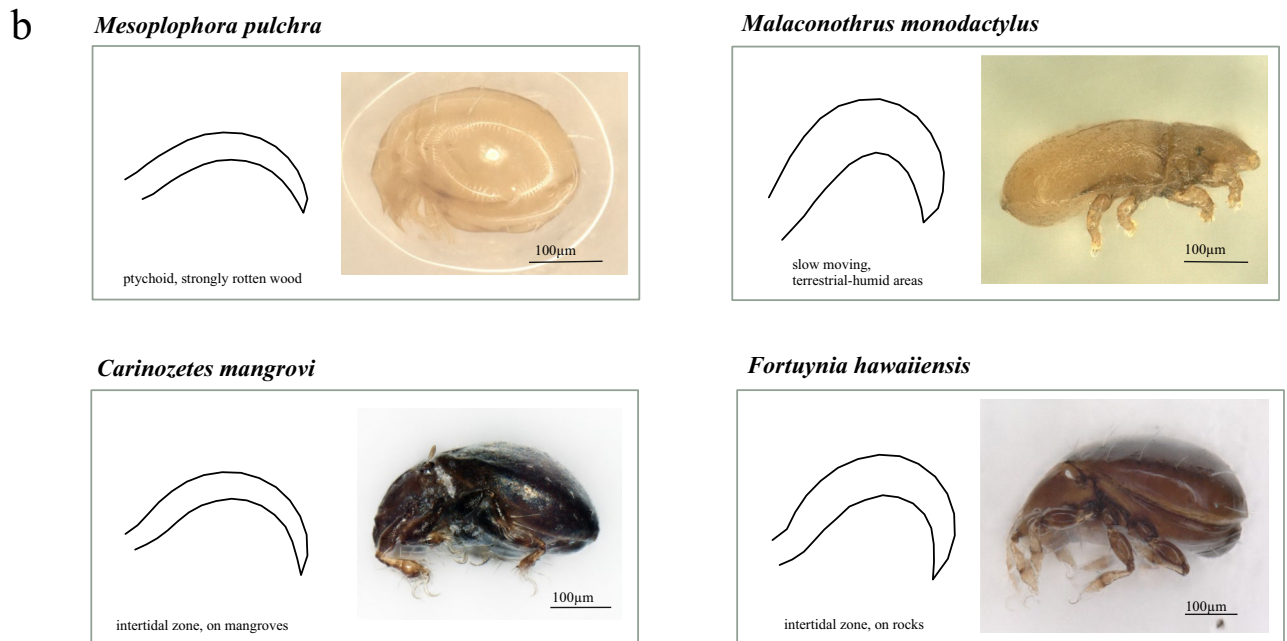 b
Mesoplophora pulchra
100µm
ptychoid, strongly rotten wood
Malaconothrus monodactylus
100µm
slow moving,
terrestrial-humid areas
Carinozetes mangrovi
100µm
intertidal zone, on mangroves
Fortuynia hawaiiensis
100µm
intertidal zone, on rocks